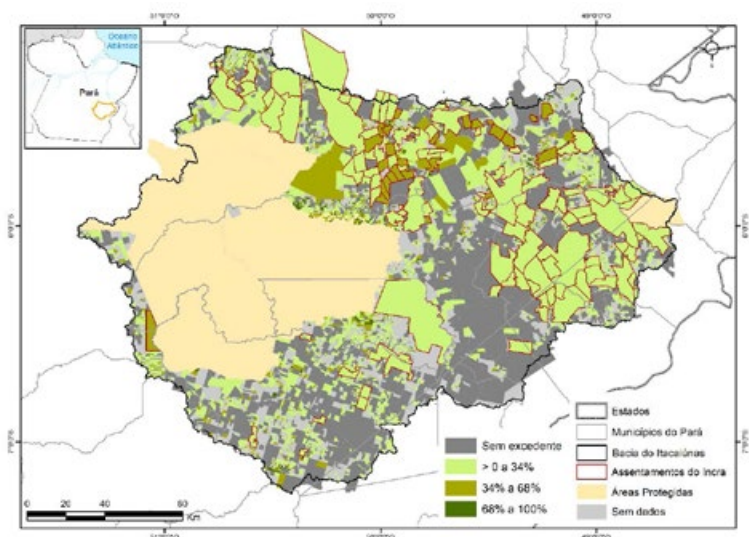 Oceano
Atlântico
Pará
Sem excedente
> 0 a 34%
34% a 68%
68% a 100%
Estados
Municípios do Pará
Bacia do Itacaiúnas
Assentamentos do Incra
Áreas Protegidas
Sem dados
0 20 40 60
Km